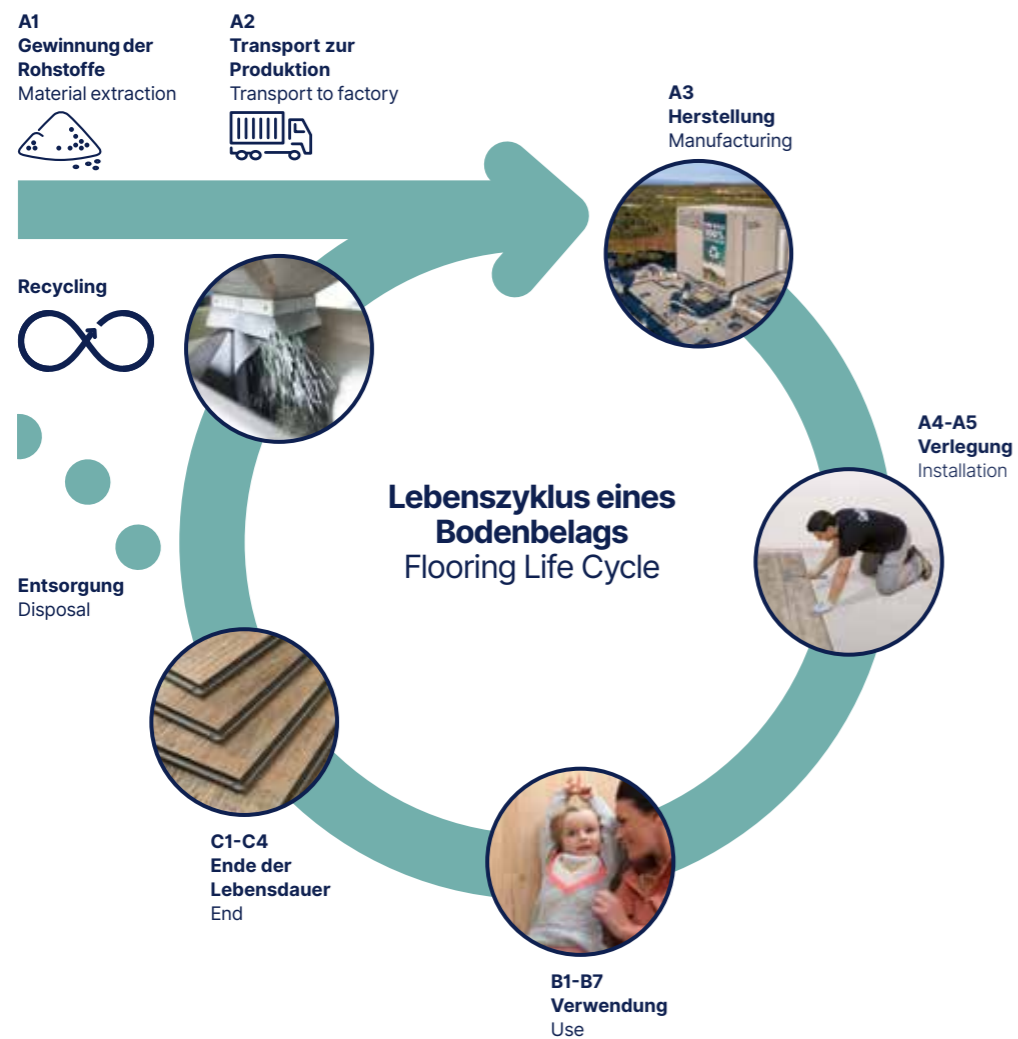 A1
Gewinnung der
Rohstoffe
Material extraction
A2
Transport zur
Produktion
Transport to factory
A3
Herstellung
Manufacturing
Recycling
A4-A5
Verlegung
Installation
Lebenszyklus eines
Bodenbelags
Flooring Life Cycle
Entsorgung
Disposal
C1-C4
Ende der
Lebensdauer
End
B1-B7
Verwendung
Use